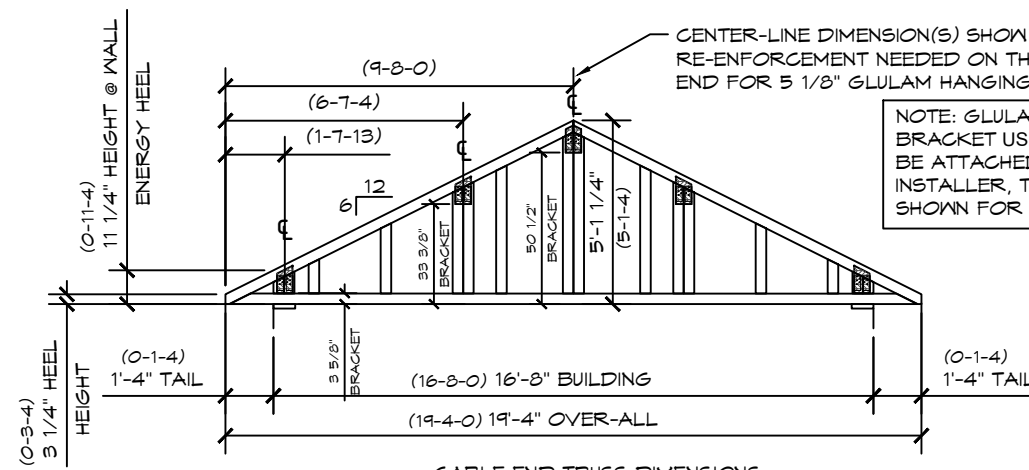 CENTER-LINE DIMENSION(S) SHOW
RE-ENFORCEMENT NEEDED ON TH
END FOR 5 1/8" GLULAM HANGING
NOTE: GLULA
BRACKET US
BE ATTACHED
INSTALLER, T
SHOWN FOR
(9-8-0)
(6-7-4)
(1-7-13)
(0-11-4)
11 1/4" HEIGHT @ WALL
ENERGY HEEL
12
6
33 3/8"
BRACKET
50 1/2"
BRACKET
5'-1 1/4"
(5-1-4)
3 5/8"
BRACKET
(0-3-4)
3 1/4" HEEL
HEIGHT
(0-1-4)
1'-4" TAIL
(16-8-0) 16'-8" BUILDING
(0-1-4)
1'-4" TAIL
(19-4-0) 19'-4" OVER-ALL
GABLE END TRUSS DIMENSIONS